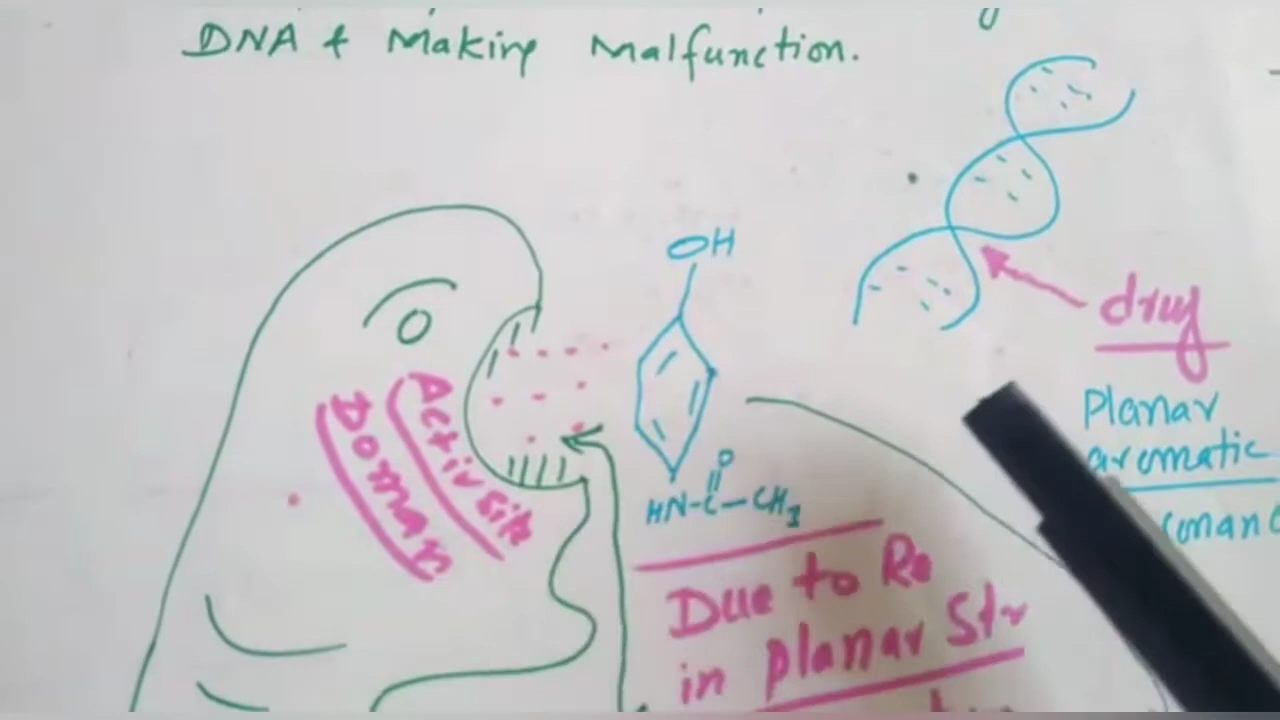 DNA & Making Malfunction.
OH
drug
Planar
aromatic
Active Site
Domain
O
HN-C-CH3
Due to Re
in planar Str